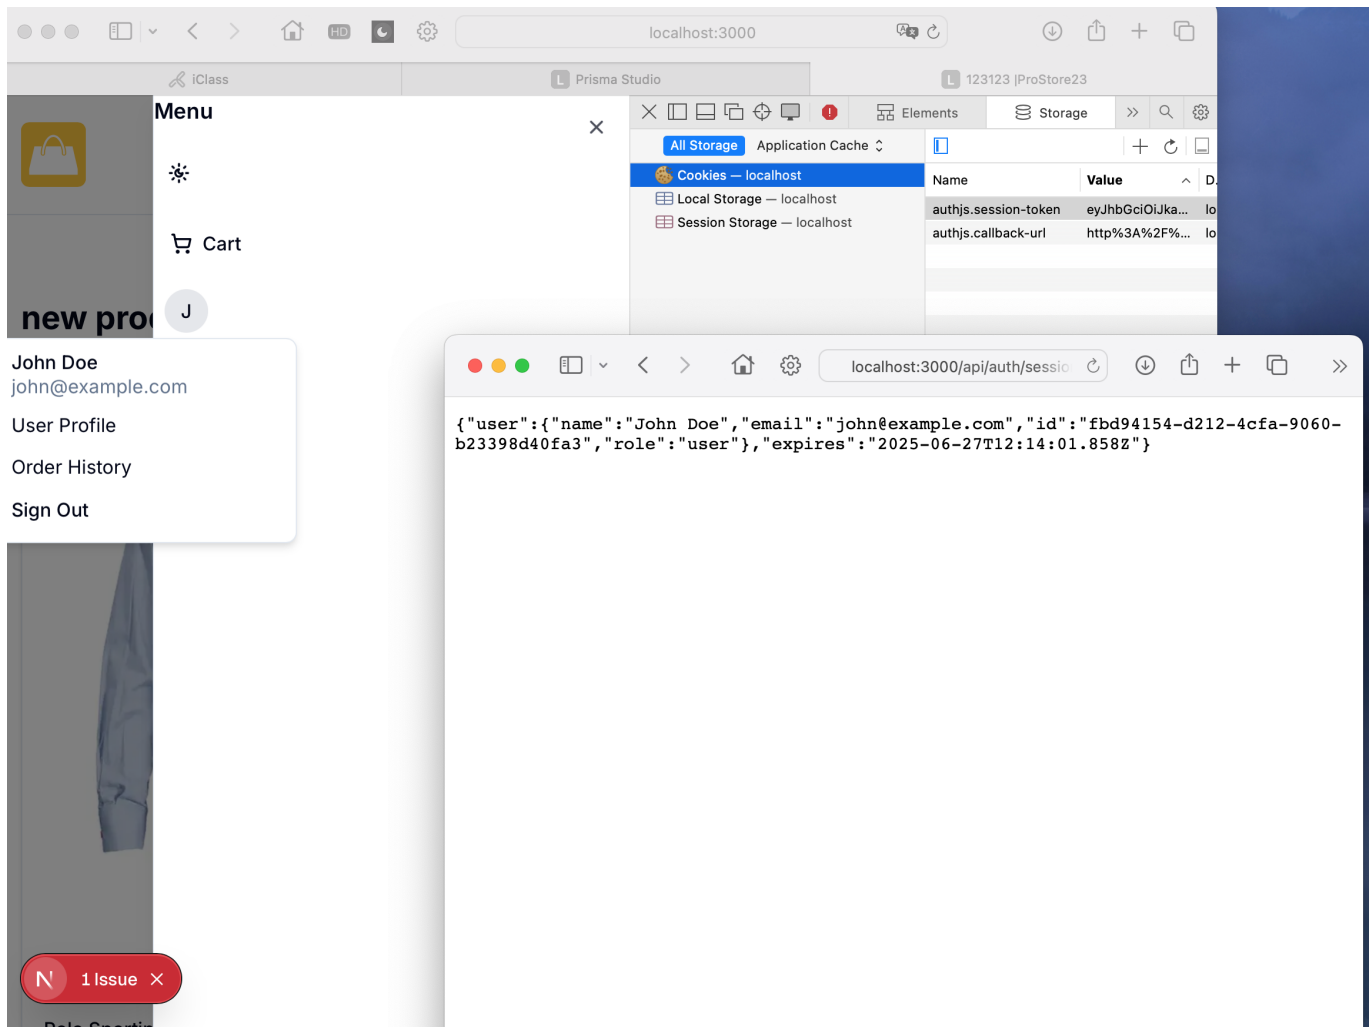 HD
localhost:3000
iClass
L Prisma Studio
L 123123 |ProStore23
Menu
Cart
J
new
John Doe
john@example.com
User Profile
Order History
Sign Out
Elements
Storage
All Storage
Application Cache
Cookies — localhost
Local Storage — localhost
Session Storage — localhost
Name Value D.
authjs.session-token eyJhbGciOiJka... lo
authjs.callback-url http%3A%2F%... lo
localhost:3000/api/auth/sessio
{"user":{"name":"John Doe","email":"john@example.com","id":"fbd94154-d212-4cfa-9060-
b23398d40fa3","role":"user"},"expires":"2025-06-27T12:14:01.858Z"}
N 1 Issue